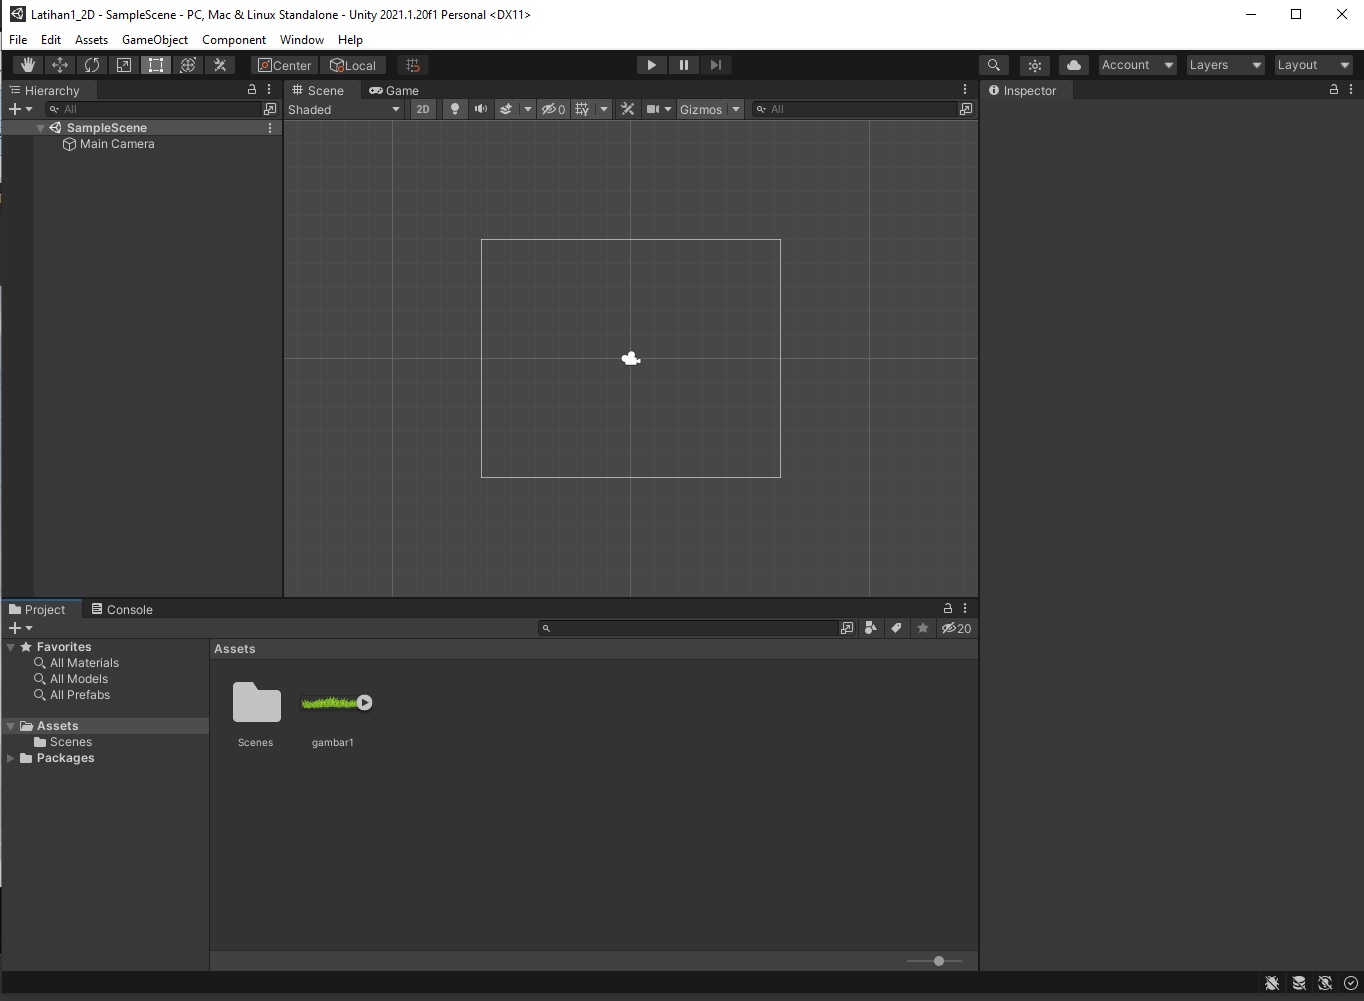 Latihan1_2D - SampleScene - PC, Mac & Linux Standalone - Unity 2021.1.20f1 Personal <DX11>
File Edit Assets GameObject Component Window Help
Center Local Account Layers Layout
Hierarchy
All
SampleScene
Main Camera
Scene Game
Shaded 2D 0 Gizmos All
Inspector
Project Console
20
Favorites
All Materials
All Models
All Prefabs
Assets
Scenes
Packages
Assets
Scenes gambar1